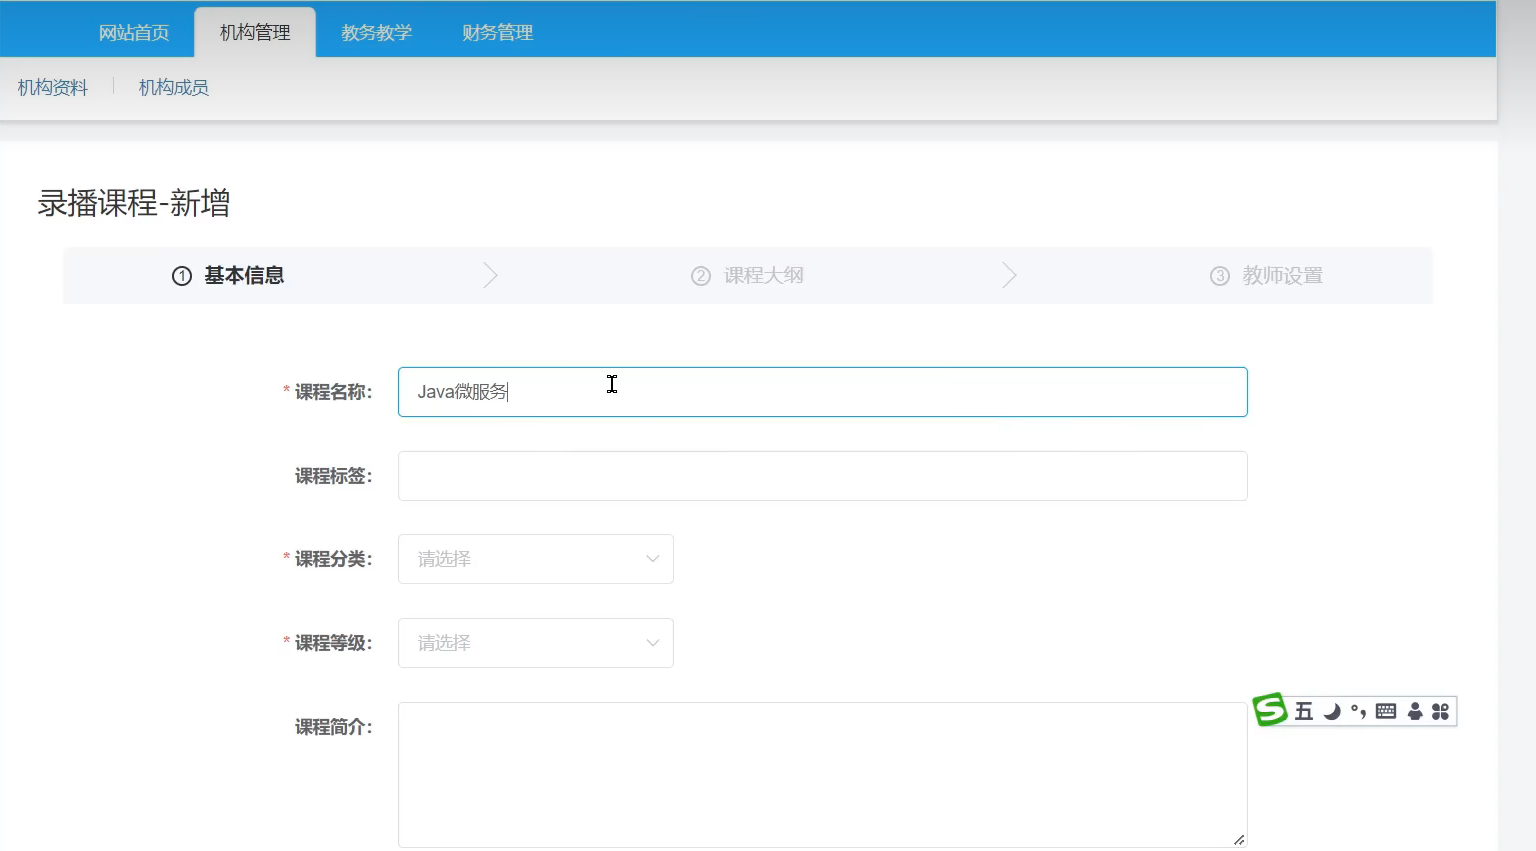 网站首页 机构管理 教务教学 财务管理
机构资料 机构成员
录播课程-新增
① 基本信息 ② 课程大纲 ③ 教师设置
* 课程名称： Java微服务
课程标签：
* 课程分类： 请选择
* 课程等级： 请选择
课程简介：
S 五